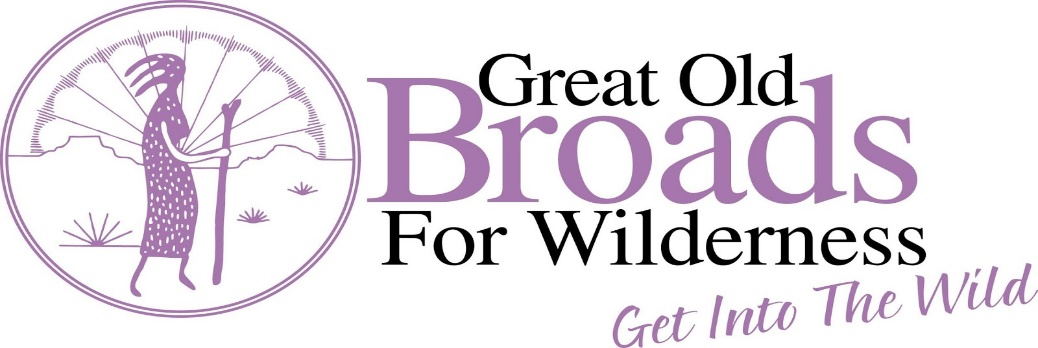 Great Old
Broads
For Wilderness
Get Into The Wild